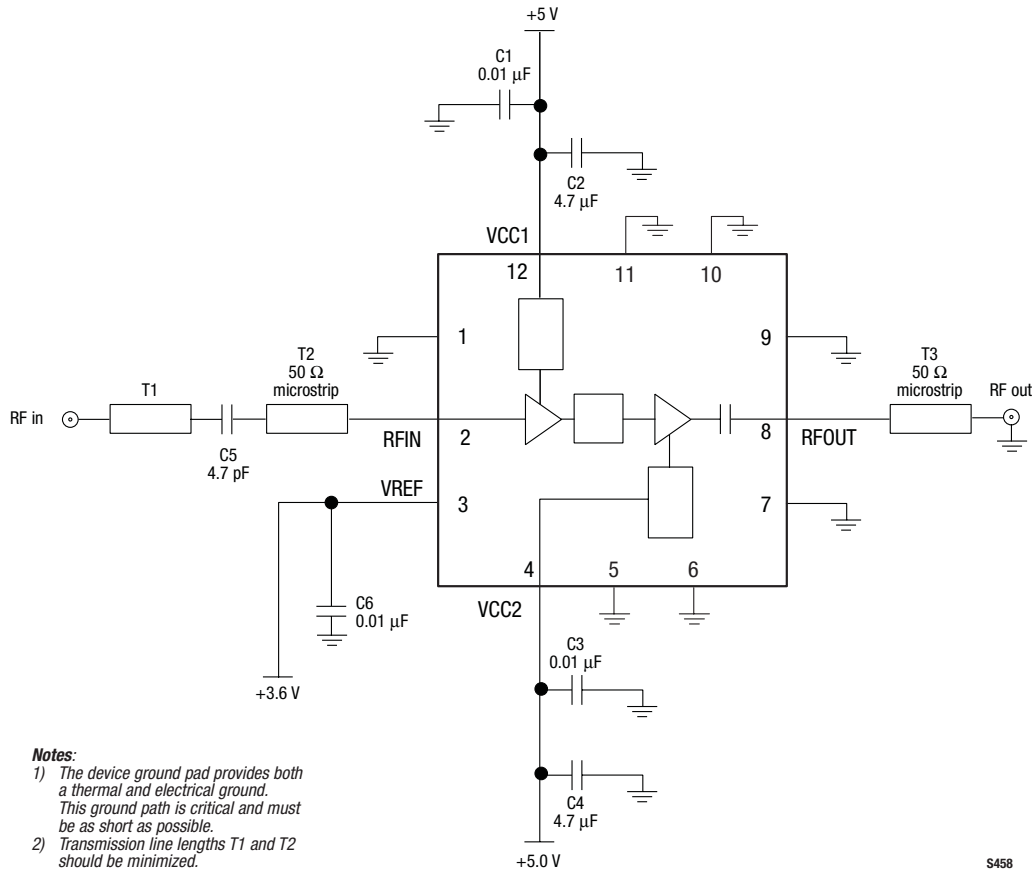 +5 V
C1
0.01 µF
C2
4.7 µF
VCC1
12
11
10
1
9
T2
50 Ω
microstrip
T3
50 Ω
microstrip
T1
RF in
RF out
C5
4.7 pF
RFIN
2
8
RFOUT
VREF
3
7
4
5
6
VCC2
C6
0.01 µF
+3.6 V
C3
0.01 µF
C4
4.7 µF
+5.0 V
Notes:
1) The device ground pad provides both
a thermal and electrical ground.
This ground path is critical and must
be as short as possible.
2) Transmission line lengths T1 and T2
should be minimized.
S458